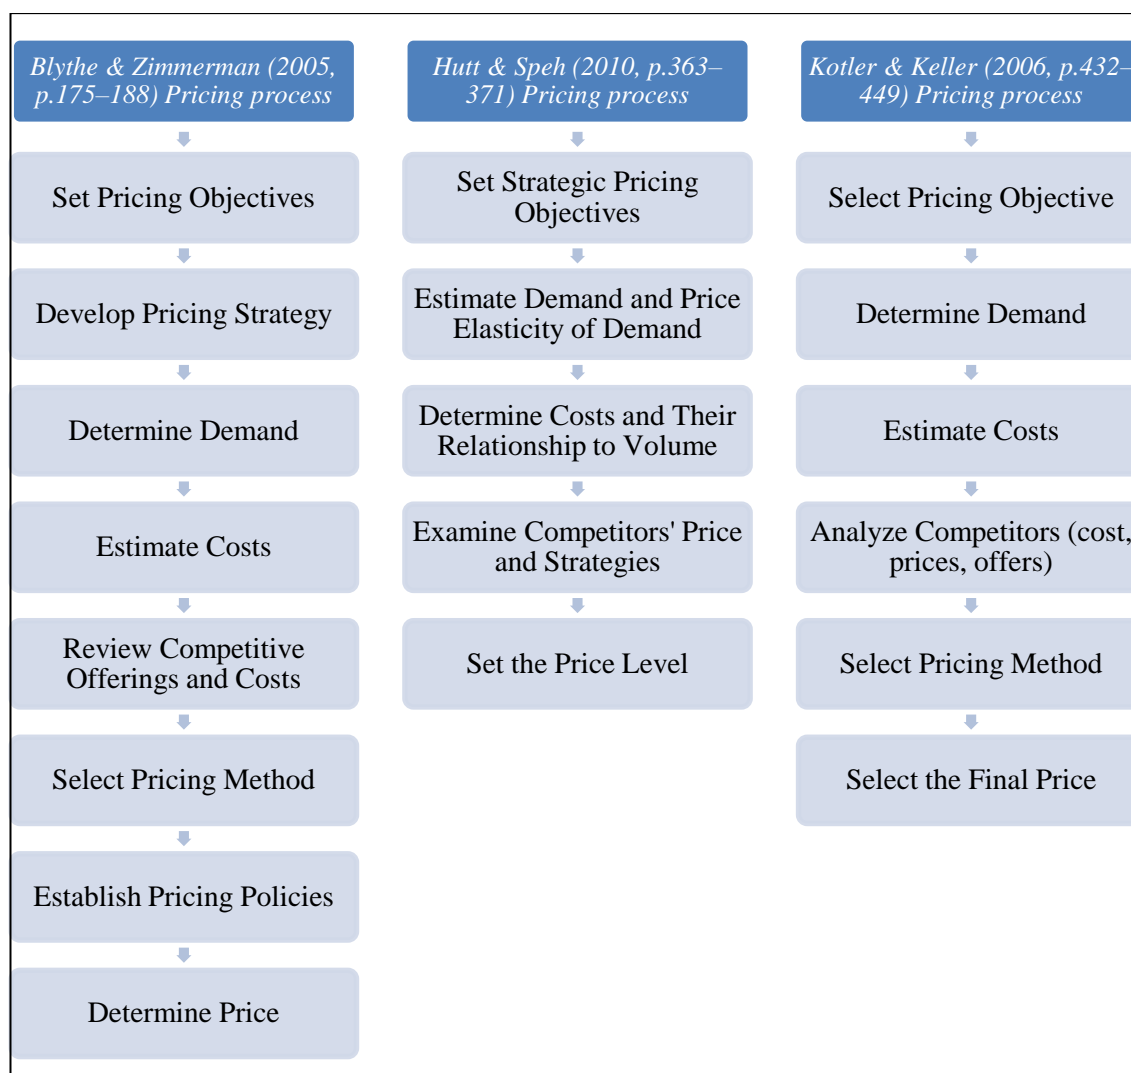 Blythe & Zimmerman (2005,
p.175–188) Pricing process
Set Pricing Objectives
Develop Pricing Strategy
Determine Demand
Estimate Costs
Review Competitive
Offerings and Costs
Select Pricing Method
Establish Pricing Policies
Determine Price
Hutt & Speh (2010, p.363–
371) Pricing process
Set Strategic Pricing
Objectives
Estimate Demand and Price
Elasticity of Demand
Determine Costs and Their
Relationship to Volume
Examine Competitors' Price
and Strategies
Set the Price Level
Kotler & Keller (2006, p.432–
449) Pricing process
Select Pricing Objective
Determine Demand
Estimate Costs
Analyze Competitors (cost,
prices, offers)
Select Pricing Method
Select the Final Price